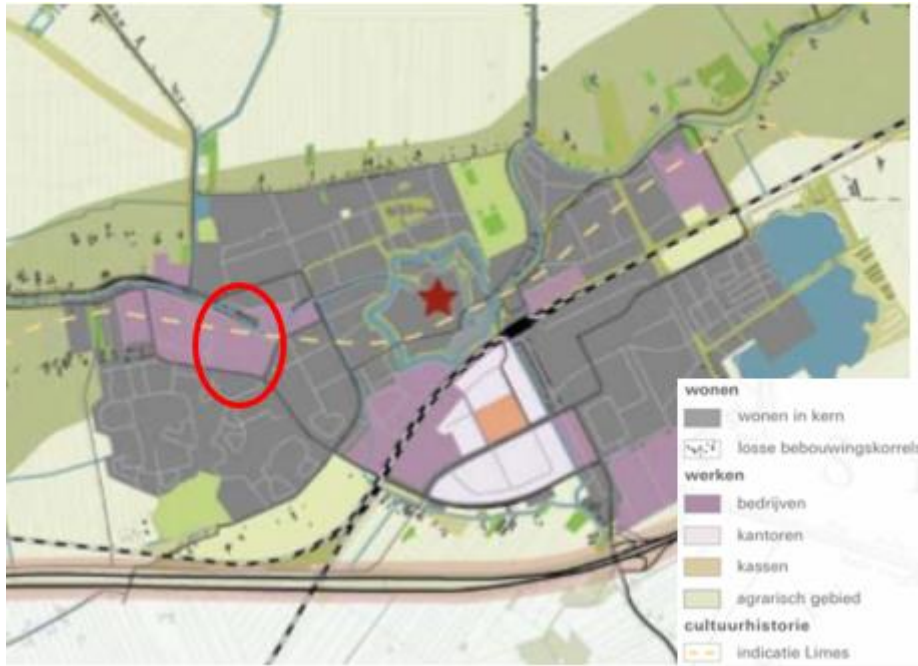 wonen
wonen in kern
losse bebouwingskorrels
werken
bedrijven
kantoren
kassen
agrarisch gebied
cultuurhistorie
indicatie Limes